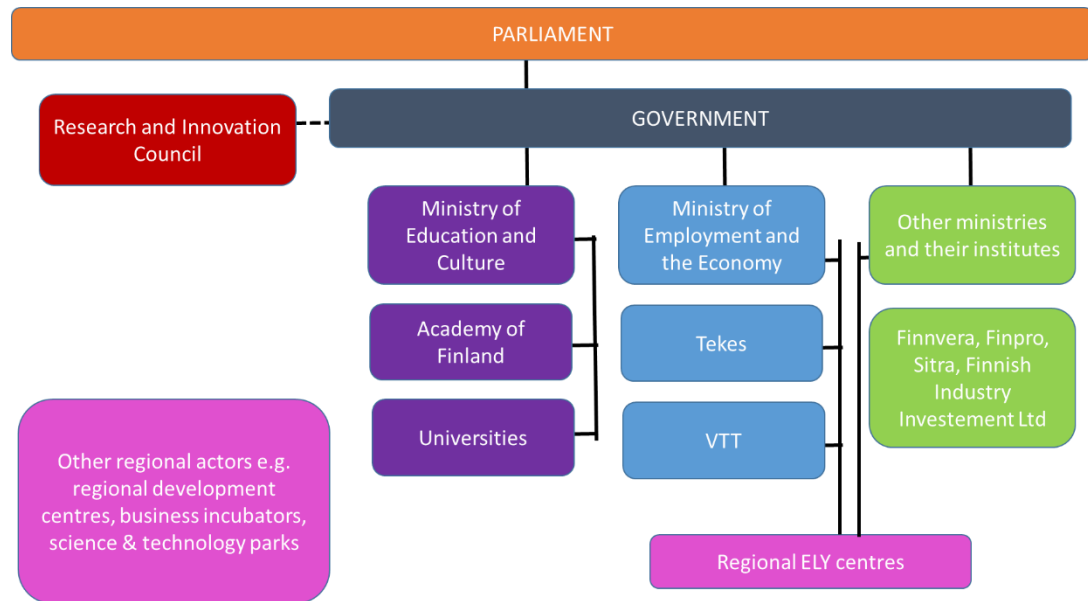 PARLIAMENT
Research and Innovation
Council
GOVERNMENT
Ministry of
Education and
Culture
Ministry of
Employment and
the Economy
Other ministries
and their institutes
Academy of
Finland
Tekes
Finnvera, Finpro,
Sitra, Finnish
Industry
Investement Ltd
Universities
VTT
Other regional actors e.g.
regional development
centres, business incubators,
science & technology parks
Regional ELY centres